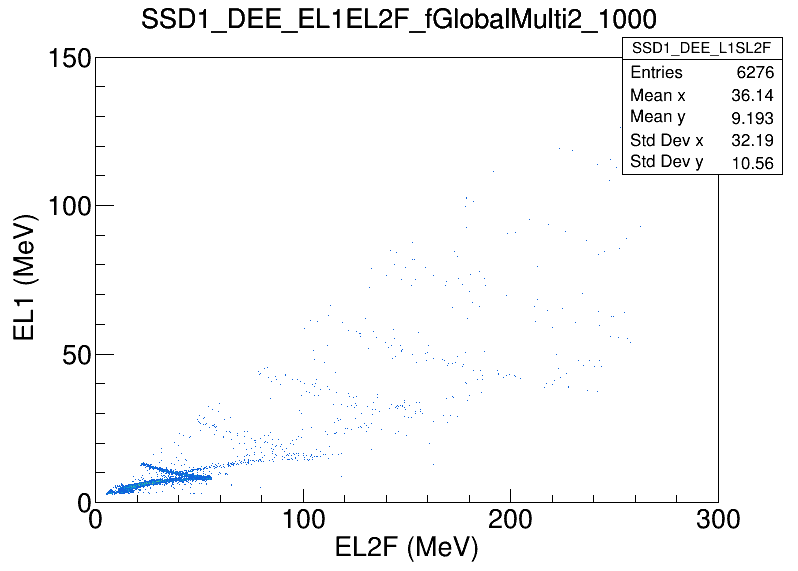 SSD1_DEE_EL1EL2F_fGlobalMulti2_1000
SSD1_DEE_L1SL2F
Entries 6276
Mean x 36.14
Mean y 9.193
Std Dev x 32.19
Std Dev y 10.56
150
100
50
0
EL1 (MeV)
0 100 200 300
EL2F (MeV)